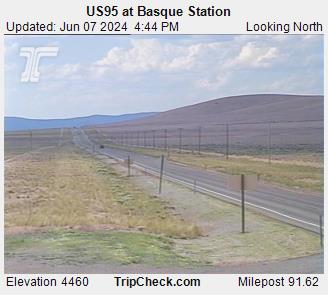 US95 at Basque Station
Updated: Jun 07 2024 4:44 PM Looking North
Elevation 4460 TripCheck.com Milepost 91.62